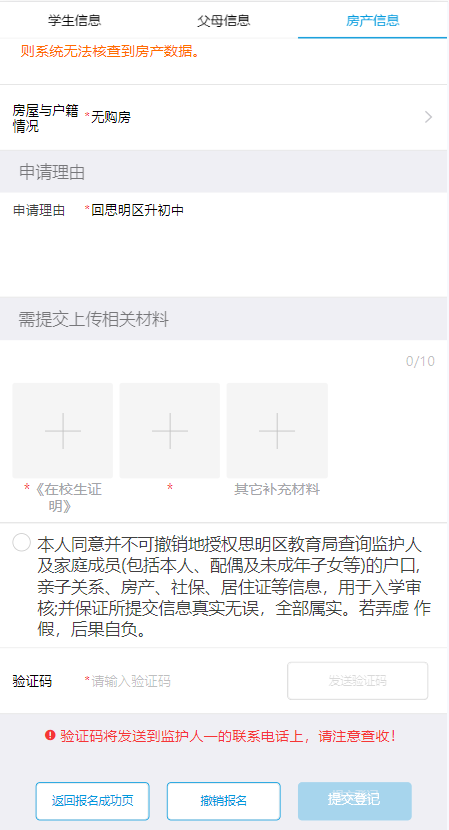 学生信息 父母信息 房产信息
则系统无法核查到房产数据。
房屋与户籍
情况 *无购房
申请理由
申请理由 *回思明区升初中
需提交上传相关材料
0/10
*《在校生证
明》 * 其它补充材料
本人同意并不可撤销地授权思明区教育局查询监护人
及家庭成员(包括本人、配偶及未成年子女等)的户口,
亲子关系、房产、社保、居住证等信息，用于入学审
核;并保证所提交信息真实无误，全部属实。若弄虚 作
假，后果自负。
验证码 *请输入验证码 发送验证码
验证码将发送到监护人一的联系电话上，请注意查收！
返回报名成功页 撤销报名 提交登记